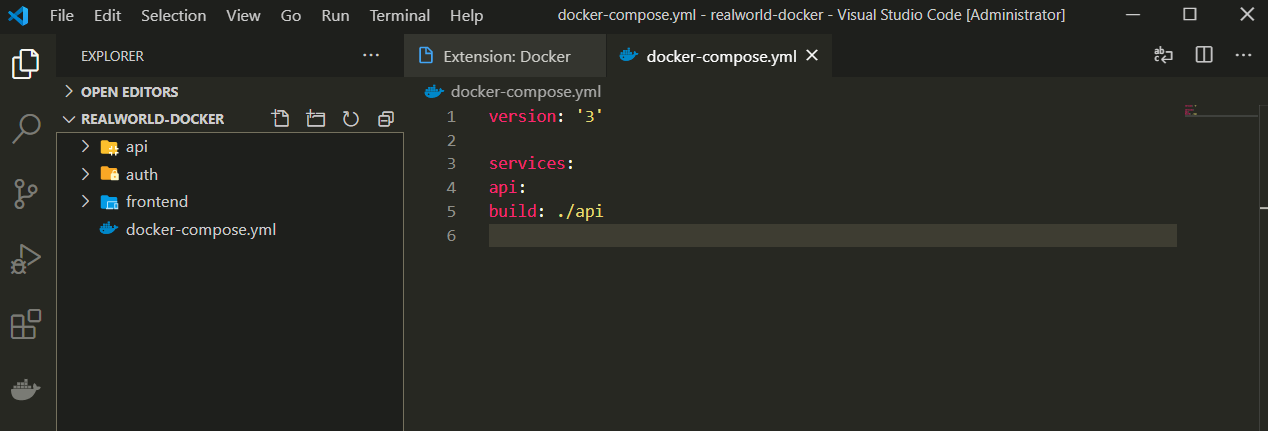 File Edit Selection View Go Run Terminal Help docker-compose.yml - realworld-docker - Visual Studio Code [Administrator]
EXPLORER
OPEN EDITORS
REALWORLD-DOCKER
api
auth
frontend
docker-compose.yml
Extension: Docker docker-compose.yml
docker-compose.yml
1 version: '3'
2
3 services:
4 api:
5 build: ./api
6